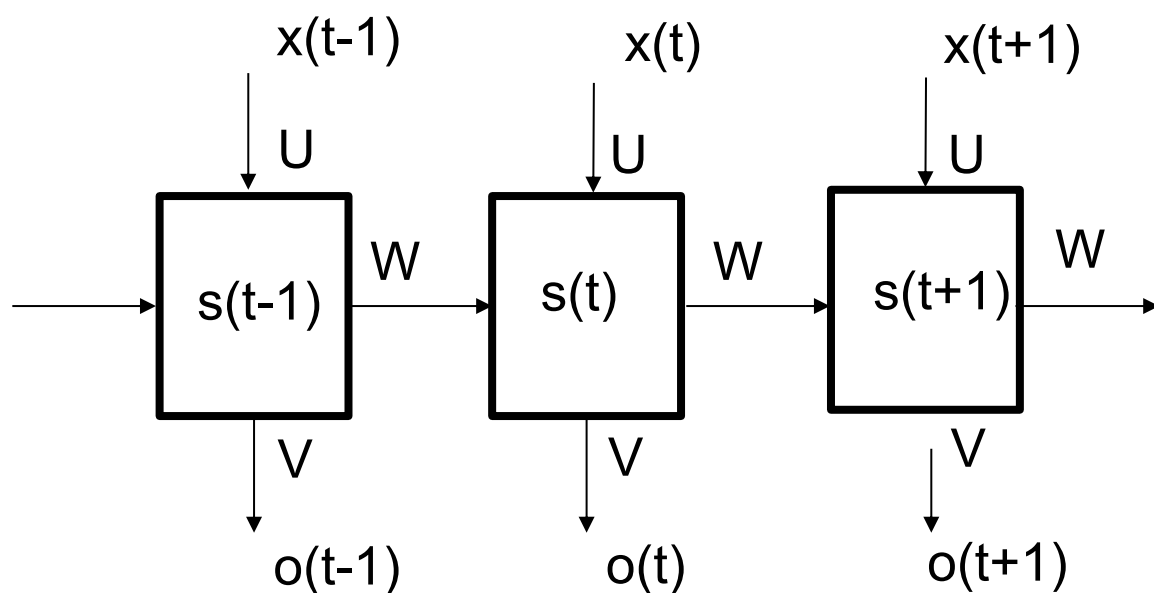 x(t-1) x(t) x(t+1)
U U U
W W W
s(t-1) s(t) s(t+1)
V V V
o(t-1) o(t) o(t+1)